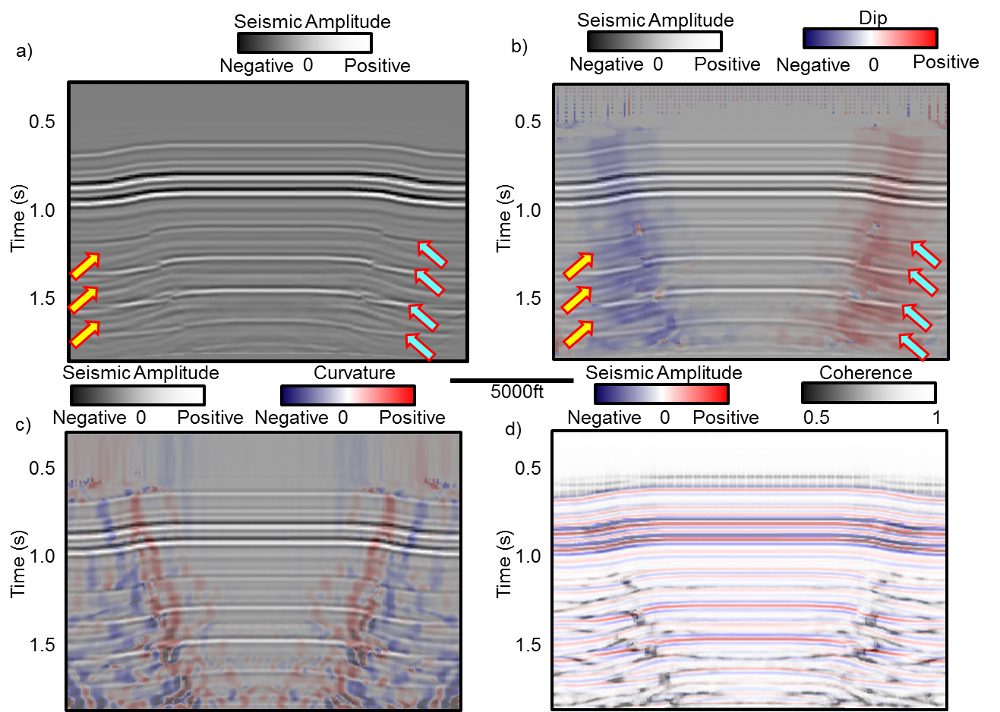 a)
Seismic Amplitude
Negative 0 Positive
0.5
1.0
1.5
Time (s)
b)
Seismic Amplitude
Negative 0 Positive
Dip
Negative 0 Positive
0.5
1.0
1.5
Time (s)
5000ft
c)
Seismic Amplitude
Negative 0 Positive
Curvature
Negative 0 Positive
0.5
1.0
1.5
Time (s)
d)
Seismic Amplitude
Negative 0 Positive
Coherence
0.5 1
0.5
1.0
1.5
Time (s)